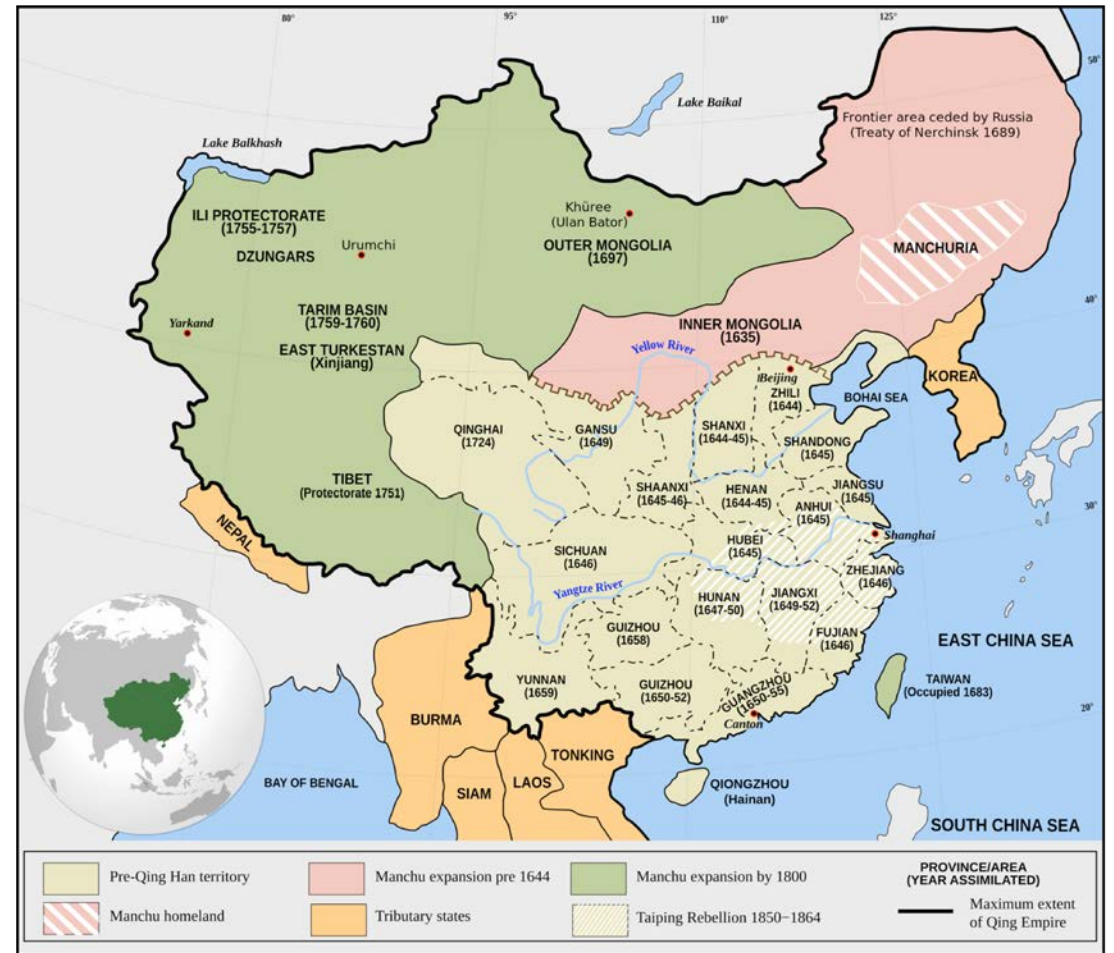 80°
95°
110°
125°
50°
Lake Baikal
Frontier area ceded by Russia
(Treaty of Nerchinsk 1689)
Lake Balkhash
ILI PROTECTORATE
(1755-1757)
DZUNGARS
Urumchi
Khüree
(Ulan Bator)
OUTER MONGOLIA
(1697)
MANCHURIA
40°
Yarkand
TARIM BASIN
(1759-1760)
EAST TURKESTAN
(Xinjiang)
INNER MONGOLIA
(1635)
Yellow River
Beijing
ZHILI
(1644)
BOHAI SEA
KOREA
QINGHAI
(1724)
GANSU
(1649)
SHANXI
(1644-45)
SHANDONG
(1645)
TIBET
(Protectorate 1751)
SHAANXI
(1645-46)
HENAN
(1644-45)
JIANGSU
(1645)
ANHUI
(1645)
30°
NEPAL
SICHUAN
(1646)
HUBEI
(1645)
Shanghai
ZHEJIANG
(1646)
Yangtze River
HUNAN
(1647-50)
JIANGXI
(1649-52)
GUIZHOU
(1658)
FUJIAN
(1646)
EAST CHINA SEA
YUNNAN
(1659)
GUIZHOU
(1650-52)
GUANGZHOU
(1650-55)
Canton
TAIWAN
(Occupied 1683)
20°
BURMA
TONKING
LAOS
SIAM
BAY OF BENGAL
QIONGZHOU
(Hainan)
SOUTH CHINA SEA
Pre-Qing Han territory
Manchu expansion pre 1644
Manchu expansion by 1800
PROVINCE/AREA
(YEAR ASSIMILATED)
Manchu homeland
Tributary states
Taiping Rebellion 1850−1864
Maximum extent
of Qing Empire